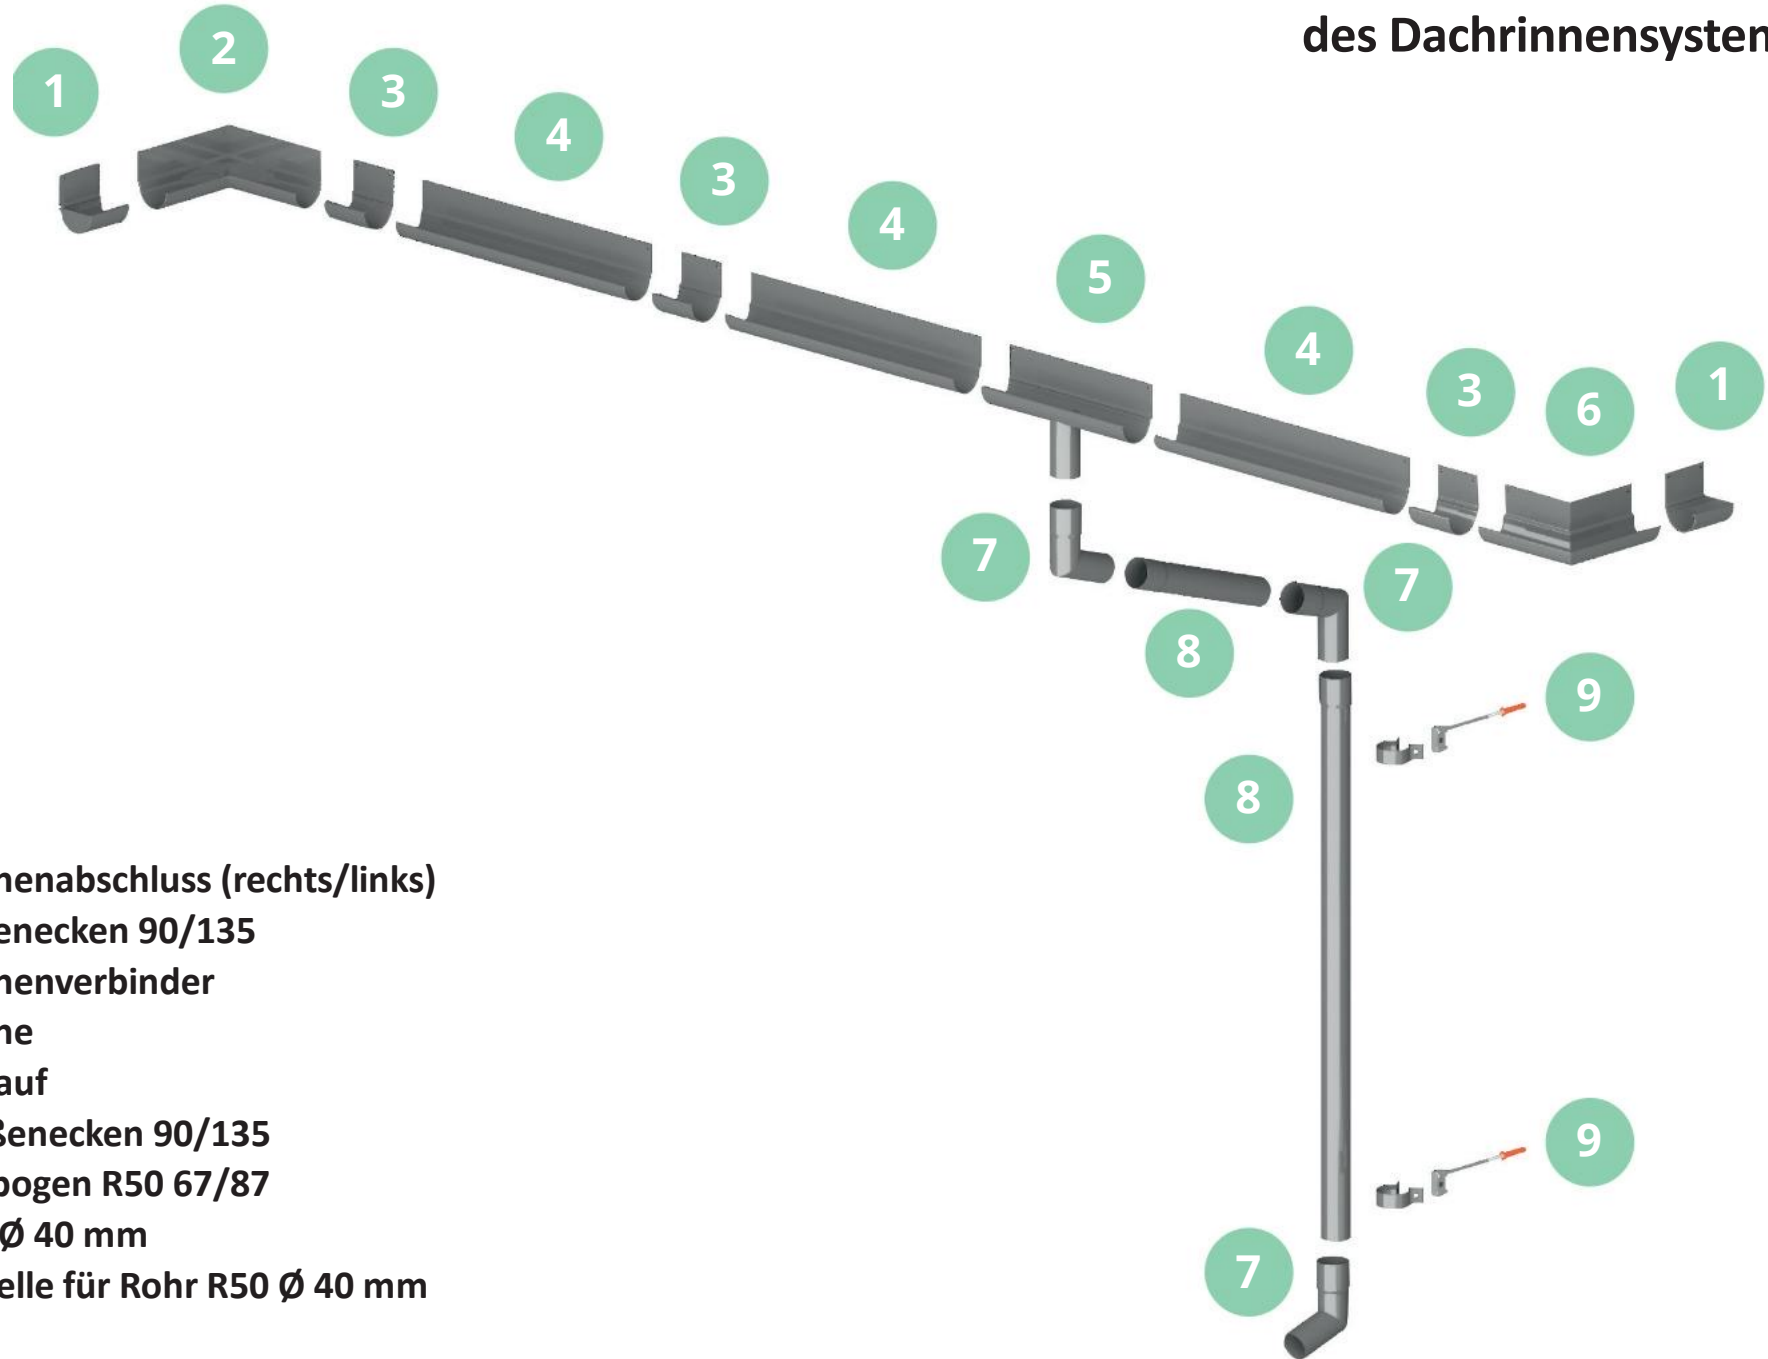 des Dachrinnensysten
2
1
3
4
3
4
5
4
1
3
6
7
7
8
9
8
nenabschluss (rechts/links)
enecken 90/135
nenverbinder
ne
auf
ßenecken 90/135
bogen R50 67/87
Ø 40 mm
elle für Rohr R50 Ø 40 mm
9
7